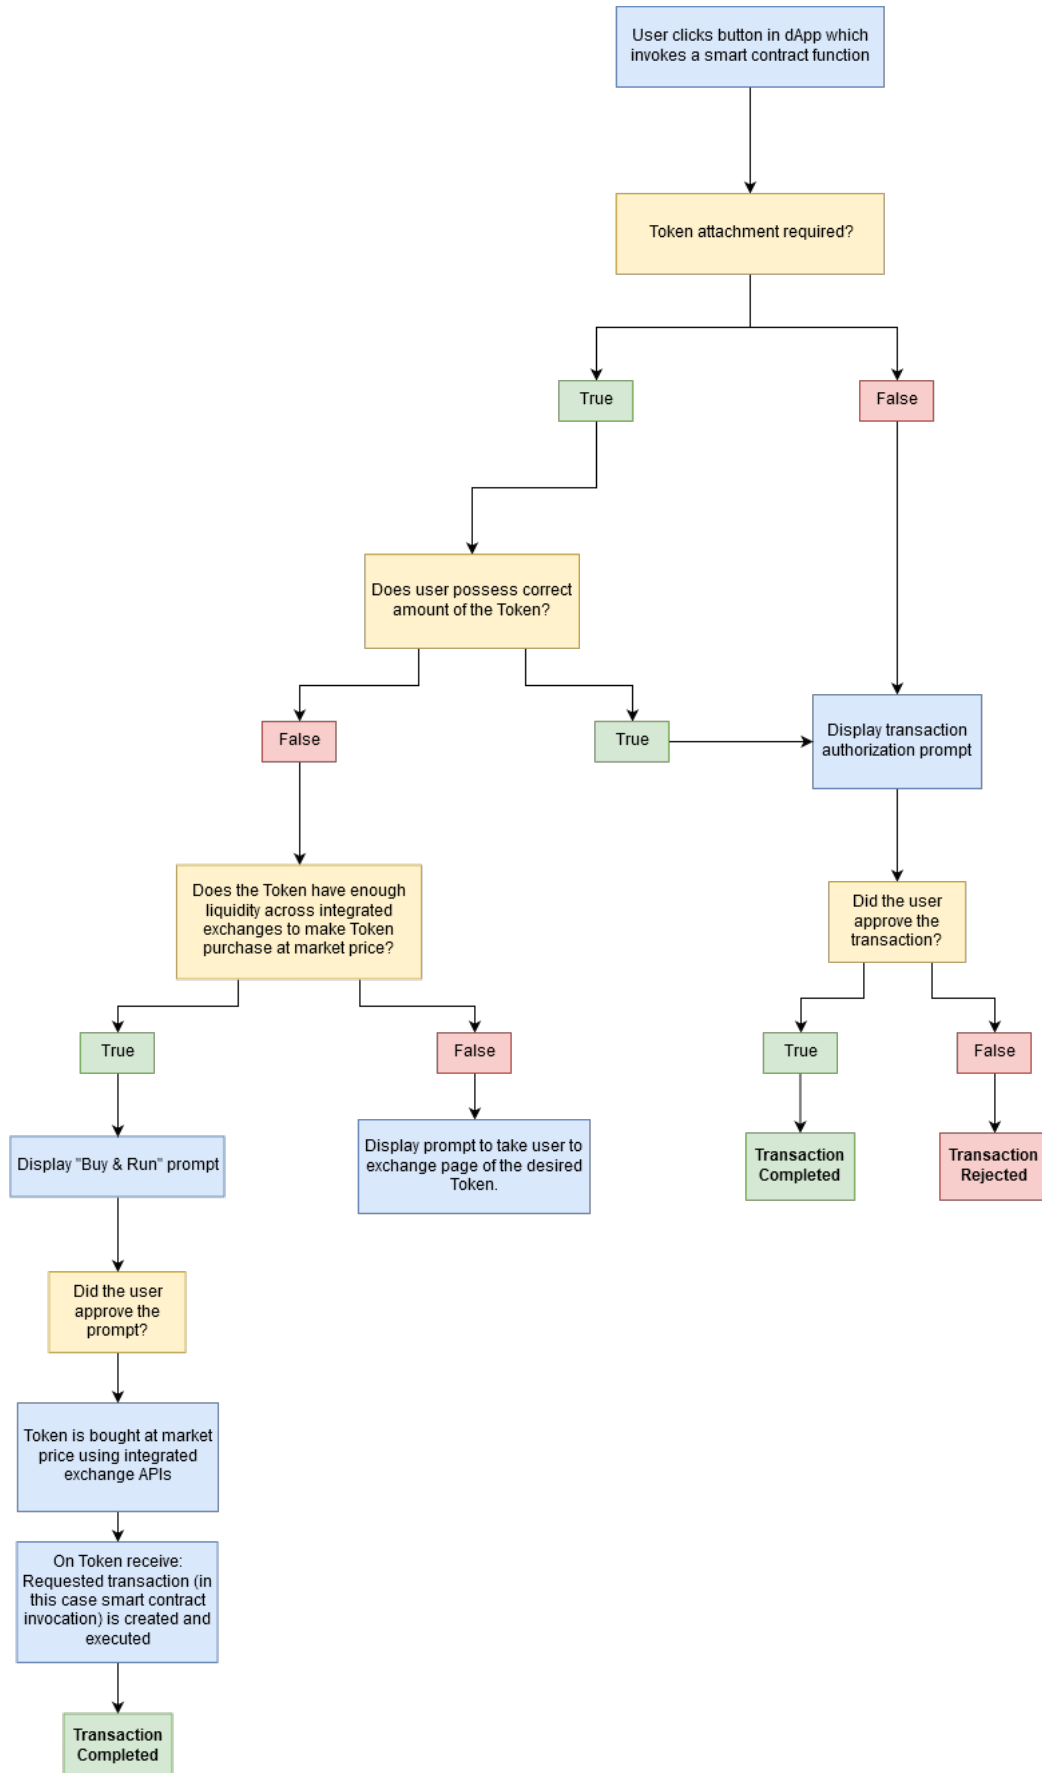 User clicks button in dApp which
invokes a smart contract function
Token attachment required?
True
False
Does user possess correct
amount of the Token?
False
True
Display transaction
authorization prompt
Does the Token have enough
liquidity across integrated
exchanges to make Token
purchase at market price?
Did the user
approve the
transaction?
True
False
True
False
Display "Buy & Run" prompt
Display prompt to take user to
exchange page of the desired
Token.
Transaction
Completed
Transaction
Rejected
Did the user
approve the
prompt?
Token is bought at market
price using integrated
exchange APIs
On Token receive:
Requested transaction (in
this case smart contract
invocation) is created and
executed
Transaction
Completed